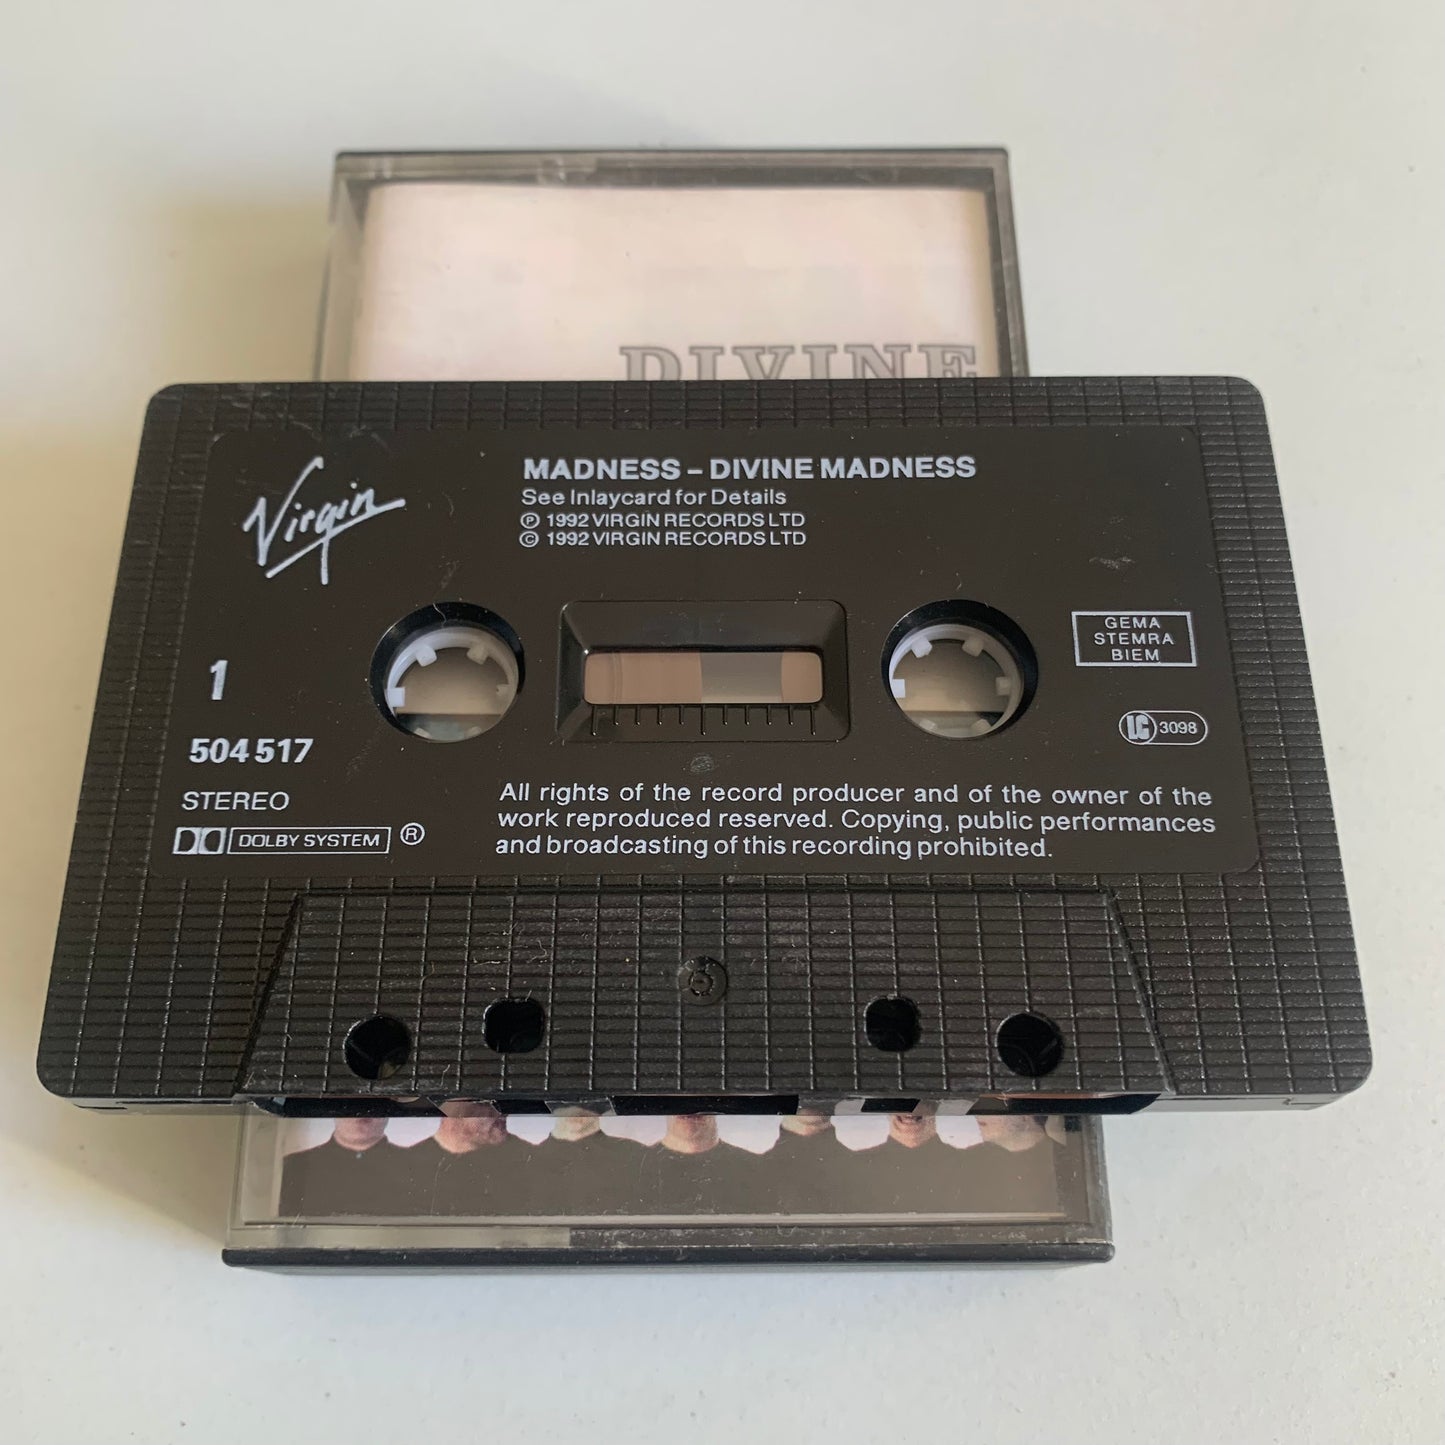 DIVINE
Virgin
MADNESS – DIVINE MADNESS
See Inlaycard for Details
Ⓟ 1992 VIRGIN RECORDS LTD
© 1992 VIRGIN RECORDS LTD
GEMA
STEMRA
BIEM
1
LC 3098
504 517
STEREO
DOLBY SYSTEM ®
All rights of the record producer and of the owner of the
work reproduced reserved. Copying, public performances
and broadcasting of this recording prohibited.